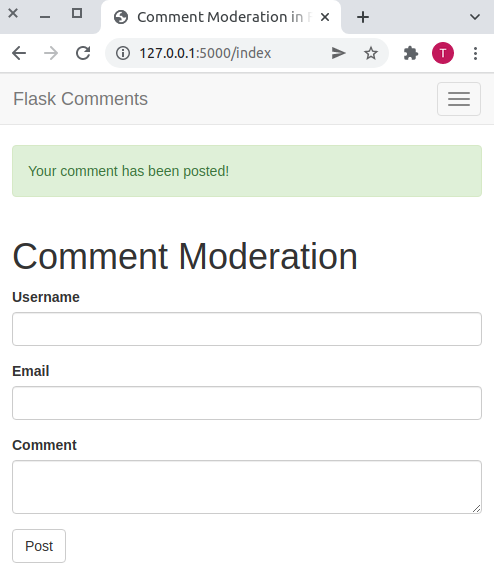 Comment Moderation in F
127.0.0.1:5000/index
T
Flask Comments
Your comment has been posted!
Comment Moderation
Username
Email
Comment
Post